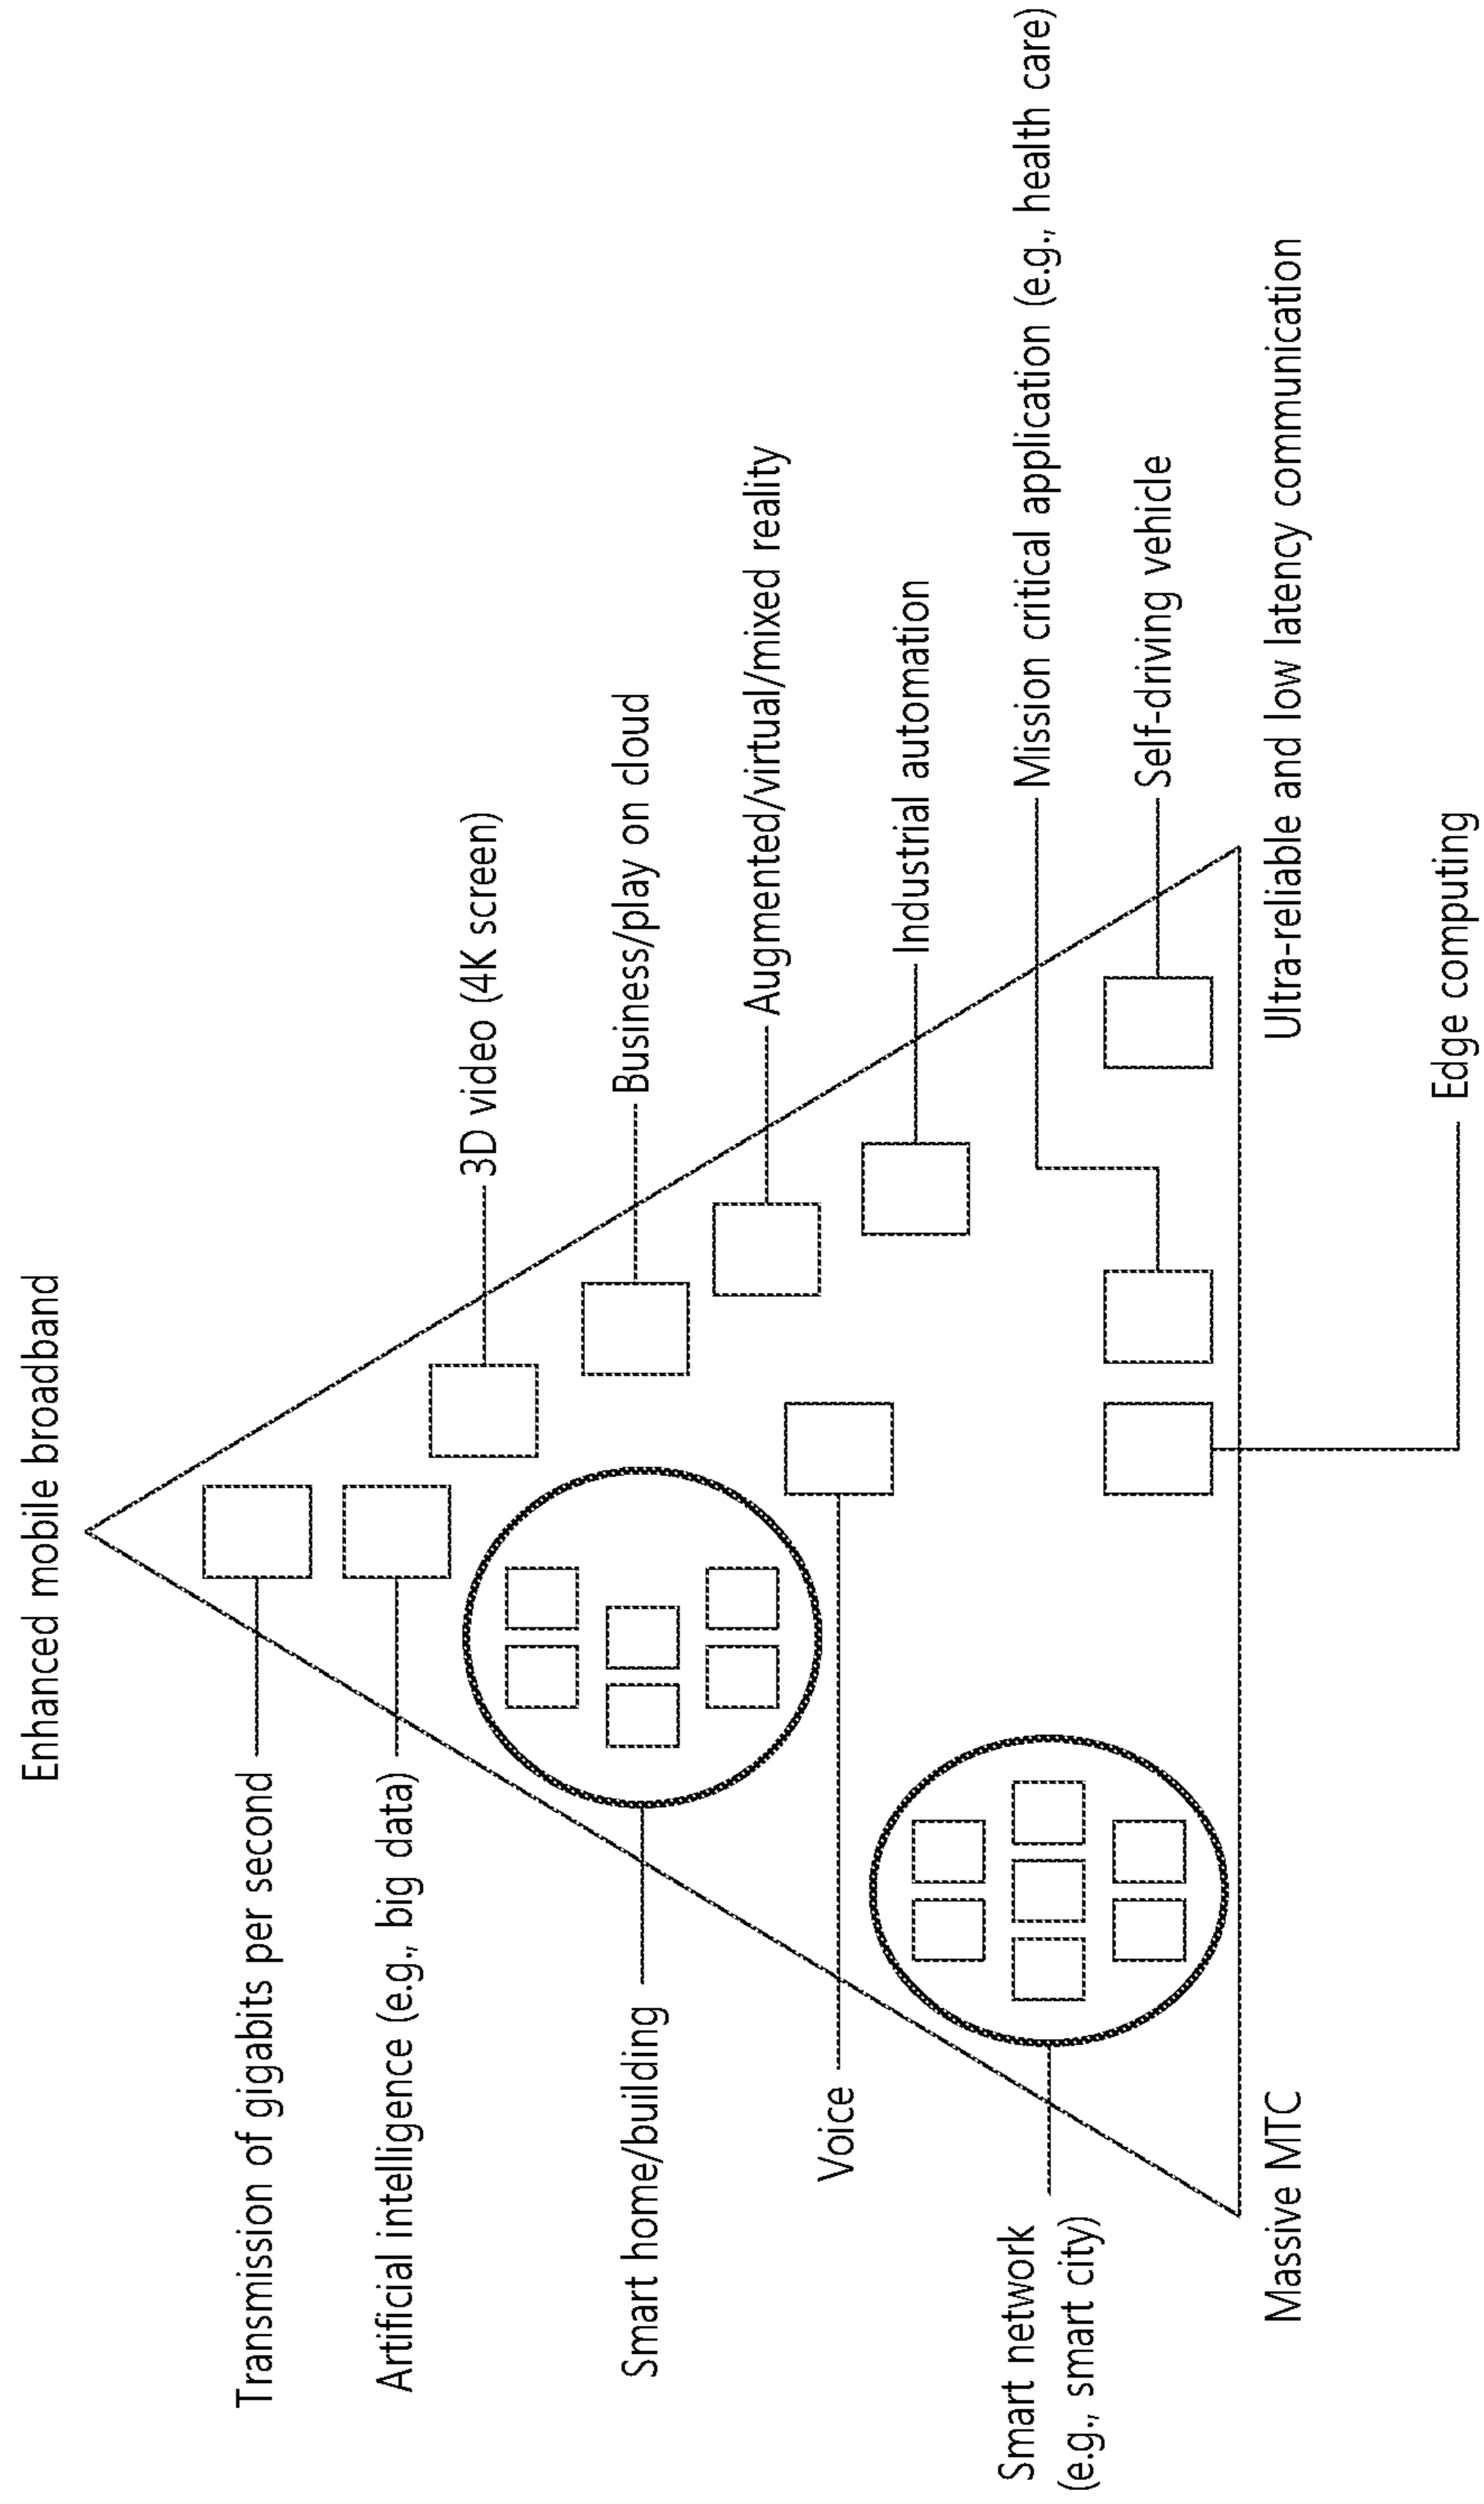 Enhanced mobile broadband
Transmission of gigabits per second
Artificial intelligence (e.g., big data)
3D video (4K screen)
Smart home/building
Business/play on cloud
Augmented/virtual/mixed reality
Voice
Industrial automation
Smart network
(e.g., smart city)
Mission critical application (e.g., health care)
Self-driving vehicle
Massive MTC
Ultra-reliable and low latency communication
Edge computing